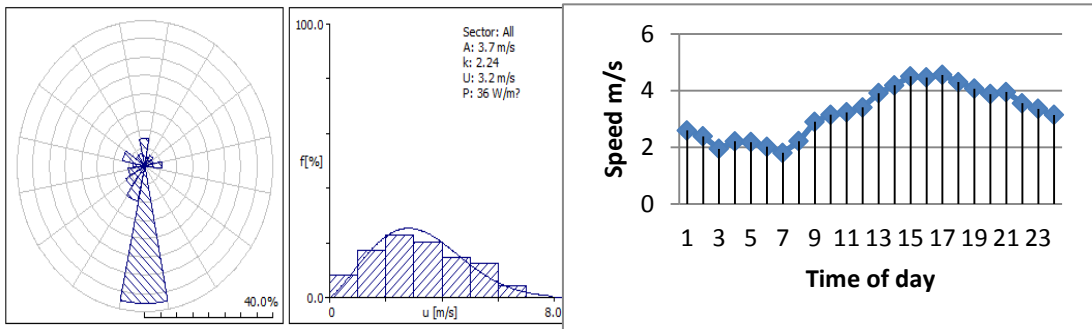 40.0%
100.0
Sector: All
A: 3.7 m/s
k: 2.24
U: 3.2 m/s
P: 36 W/m?
f[%]
0.0
0
u [m/s]
8.0
Speed m/s
6
4
2
0
1 3 5 7 9 11 13 15 17 19 21 23
Time of day